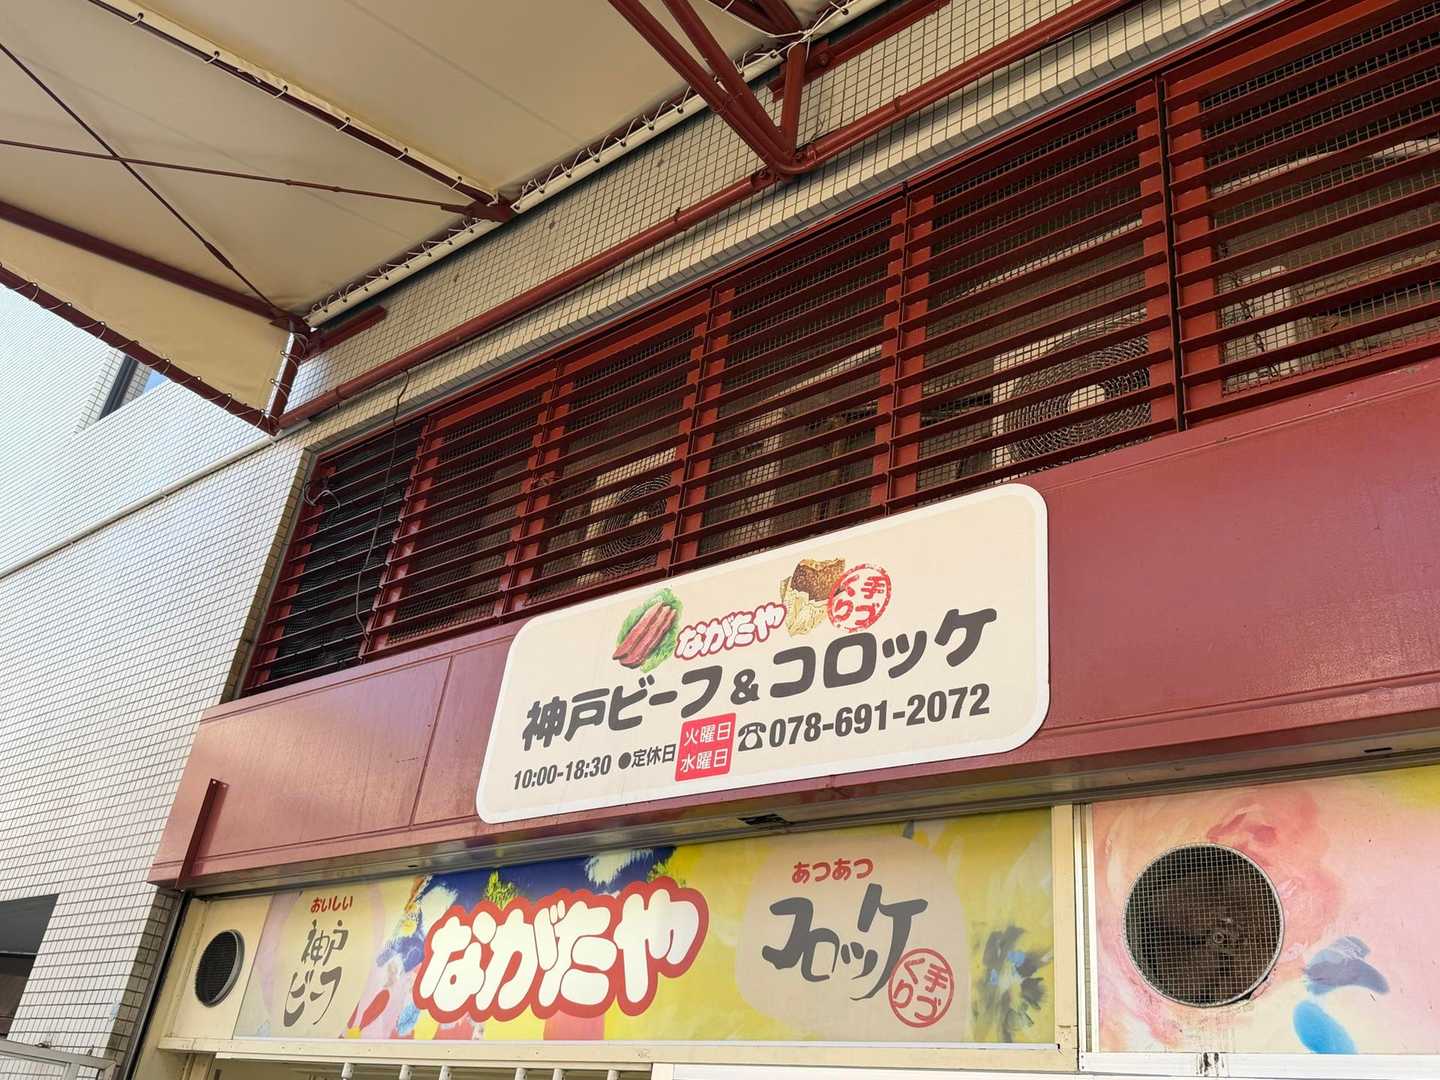 ながたや
手づくり
神戸ビーフ&コロッケ
10:00-18:30 ●定休日 火曜日 水曜日 ☎078-691-2072
おいしい
神戸ビーフ
ながたや
あつあつ
コロッケ
手づくり